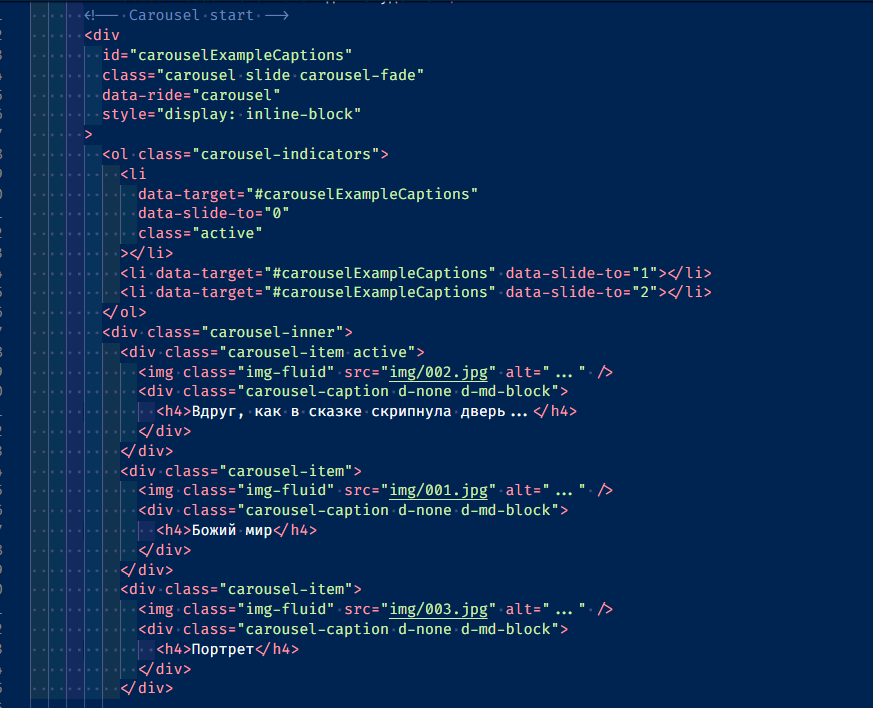 <!-- Carousel start -->
<div
id="carouselExampleCaptions"
class="carousel slide carousel-fade"
data-ride="carousel"
style="display: inline-block"
>
<ol class="carousel-indicators">
<li
data-target="#carouselExampleCaptions"
data-slide-to="0"
class="active"
></li>
<li data-target="#carouselExampleCaptions" data-slide-to="1"></li>
<li data-target="#carouselExampleCaptions" data-slide-to="2"></li>
</ol>
<div class="carousel-inner">
<div class="carousel-item active">
<img class="img-fluid" src="img/002.jpg" alt="..." />
<div class="carousel-caption d-none d-md-block">
<h4>Вдруг, как в сказке скрипнула дверь...</h4>
</div>
</div>
<div class="carousel-item">
<img class="img-fluid" src="img/001.jpg" alt="..." />
<div class="carousel-caption d-none d-md-block">
<h4>Божий мир</h4>
</div>
</div>
<div class="carousel-item">
<img class="img-fluid" src="img/003.jpg" alt="..." />
<div class="carousel-caption d-none d-md-block">
<h4>Портрет</h4>
</div>
</div>